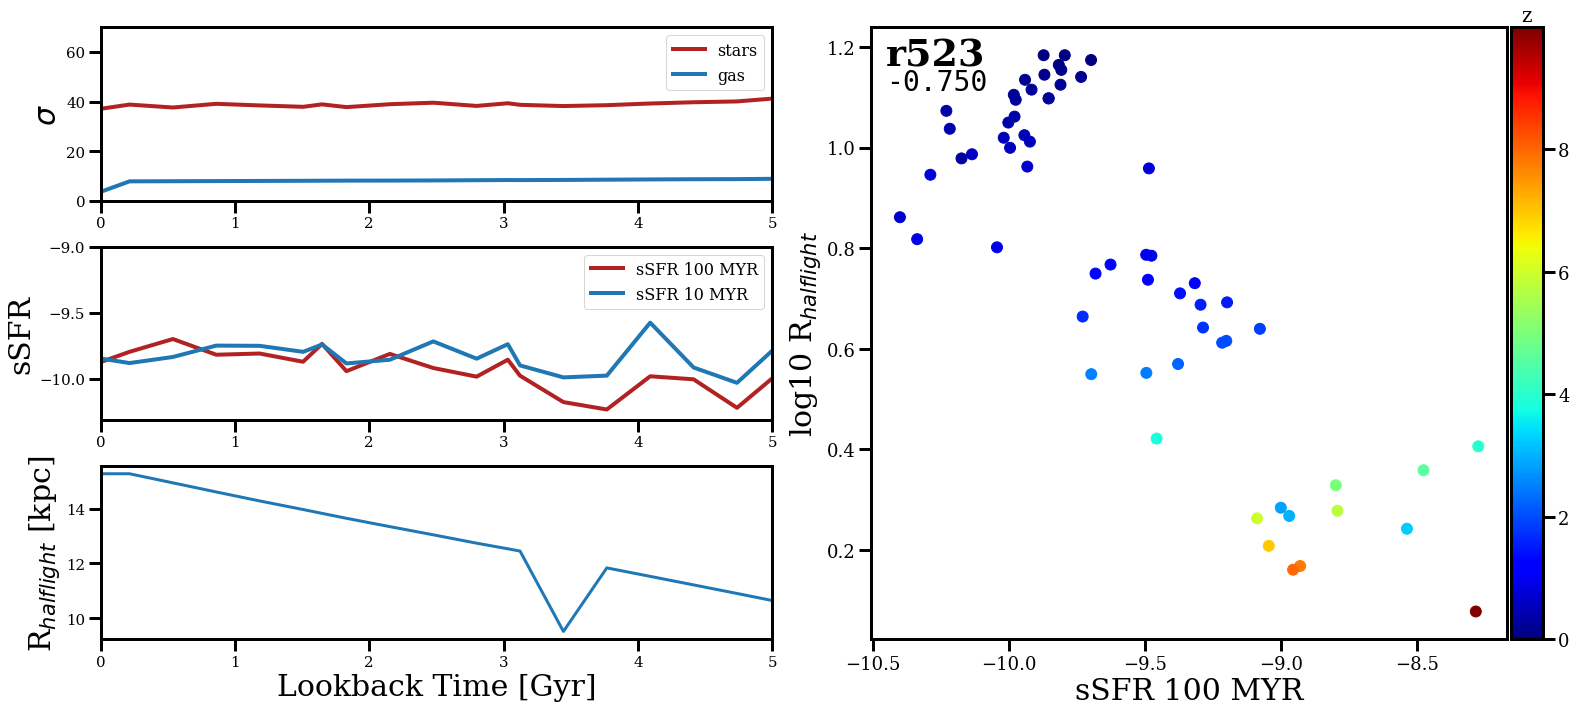 60
40
20
0
σ
stars
gas
0 1 2 3 4 5
−9.0
−9.5
−10.0
sSFR
sSFR 100 MYR
sSFR 10 MYR
0 1 2 3 4 5
14
12
10
R_halflight [kpc]
0 1 2 3 4 5
Lookback Time [Gyr]
r523
-0.750
1.2
1.0
0.8
0.6
0.4
0.2
log10 R_halflight
−10.5 −10.0 −9.5 −9.0 −8.5
sSFR 100 MYR
z
8
6
4
2
0